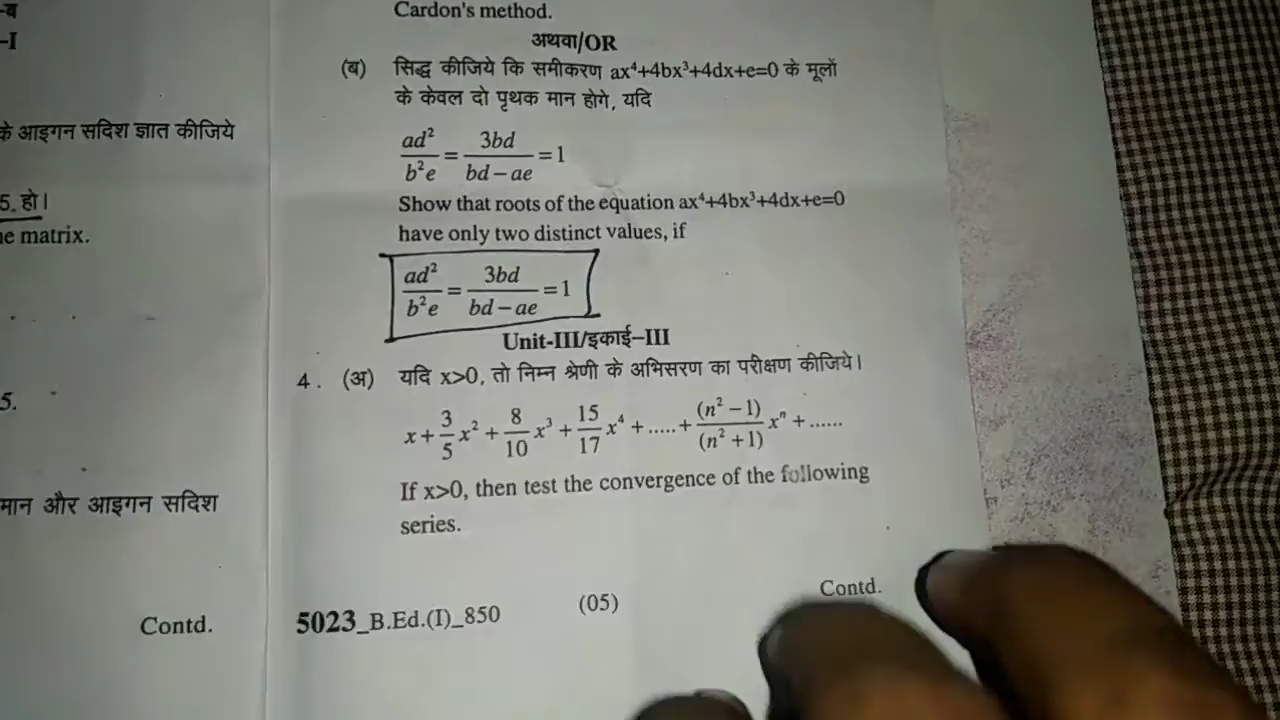 -ब
-I
के आइगन सदिश ज्ञात कीजिये
5. हो।
e matrix.
5.
मान और आइगन सदिश
Contd.
Cardon's method.
अथवा/OR
(ब) सिद्ध कीजिये कि समीकरण ax⁴+4bx³+4dx+e=0 के मूलों
के केवल दो पृथक मान होगे, यदि
ad²/b²e = 3bd/bd−ae = 1
Show that roots of the equation ax⁴+4bx³+4dx+e=0
have only two distinct values, if
ad²/b²e = 3bd/bd−ae = 1
Unit-III/इकाई–III
4. (अ) यदि x>0, तो निम्न श्रेणी के अभिसरण का परीक्षण कीजिये।
x + 3/5 x² + 8/10 x³ + 15/17 x⁴ + ..... + (n²−1)/(n²+1) xⁿ + ......
If x>0, then test the convergence of the following
series.
Contd.
5023_B.Ed.(I)_850 (05)